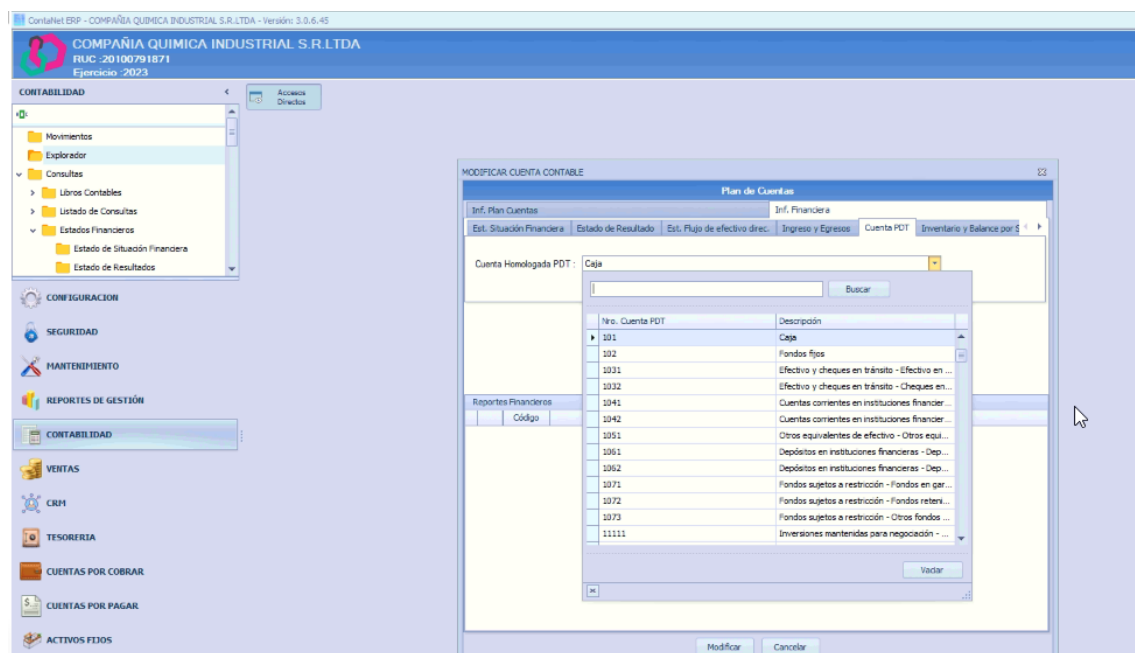 ContaNet ERP - COMPAÑIA QUIMICA INDUSTRIAL S.R.LTDA - Versión: 3.0.6.45
COMPAÑIA QUIMICA INDUSTRIAL S.R.LTDA
RUC :20100791871
Ejercicio :2023
CONTABILIDAD
Accesos
Directos
Movimientos
Explorador
Consultas
Libros Contables
Listado de Consultas
Estados Financieros
Estado de Situación Financiera
Estado de Resultados
CONFIGURACION
SEGURIDAD
MANTENIMIENTO
REPORTES DE GESTIÓN
CONTABILIDAD
VENTAS
CRM
TESORERIA
CUENTAS POR COBRAR
CUENTAS POR PAGAR
ACTIVOS FIJOS
MODIFICAR CUENTA CONTABLE
Plan de Cuentas
Inf. Plan Cuentas Inf. Financiera
Est. Situación Financiera Estado de Resultado Est. Flujo de efectivo direc. Ingreso y Egresos Cuenta PDT Inventario y Balance por S
Cuenta Homologada PDT : Caja
Buscar
Nro. Cuenta PDT Descripción
101 Caja
102 Fondos fijos
1031 Efectivo y cheques en tránsito - Efectivo en ...
1032 Efectivo y cheques en tránsito - Cheques en...
1041 Cuentas corrientes en instituciones financier...
1042 Cuentas corrientes en instituciones financier...
1051 Otros equivalentes de efectivo - Otros equi...
1061 Depósitos en instituciones financieras - Dep...
1062 Depósitos en instituciones financieras - Dep...
1071 Fondos sujetos a restricción - Fondos en gar...
1072 Fondos sujetos a restricción - Fondos reteni...
1073 Fondos sujetos a restricción - Otros fondos ...
11111 Inversiones mantenidas para negociación - ...
Vaciar
Reportes Financieros
Código
Modificar Cancelar